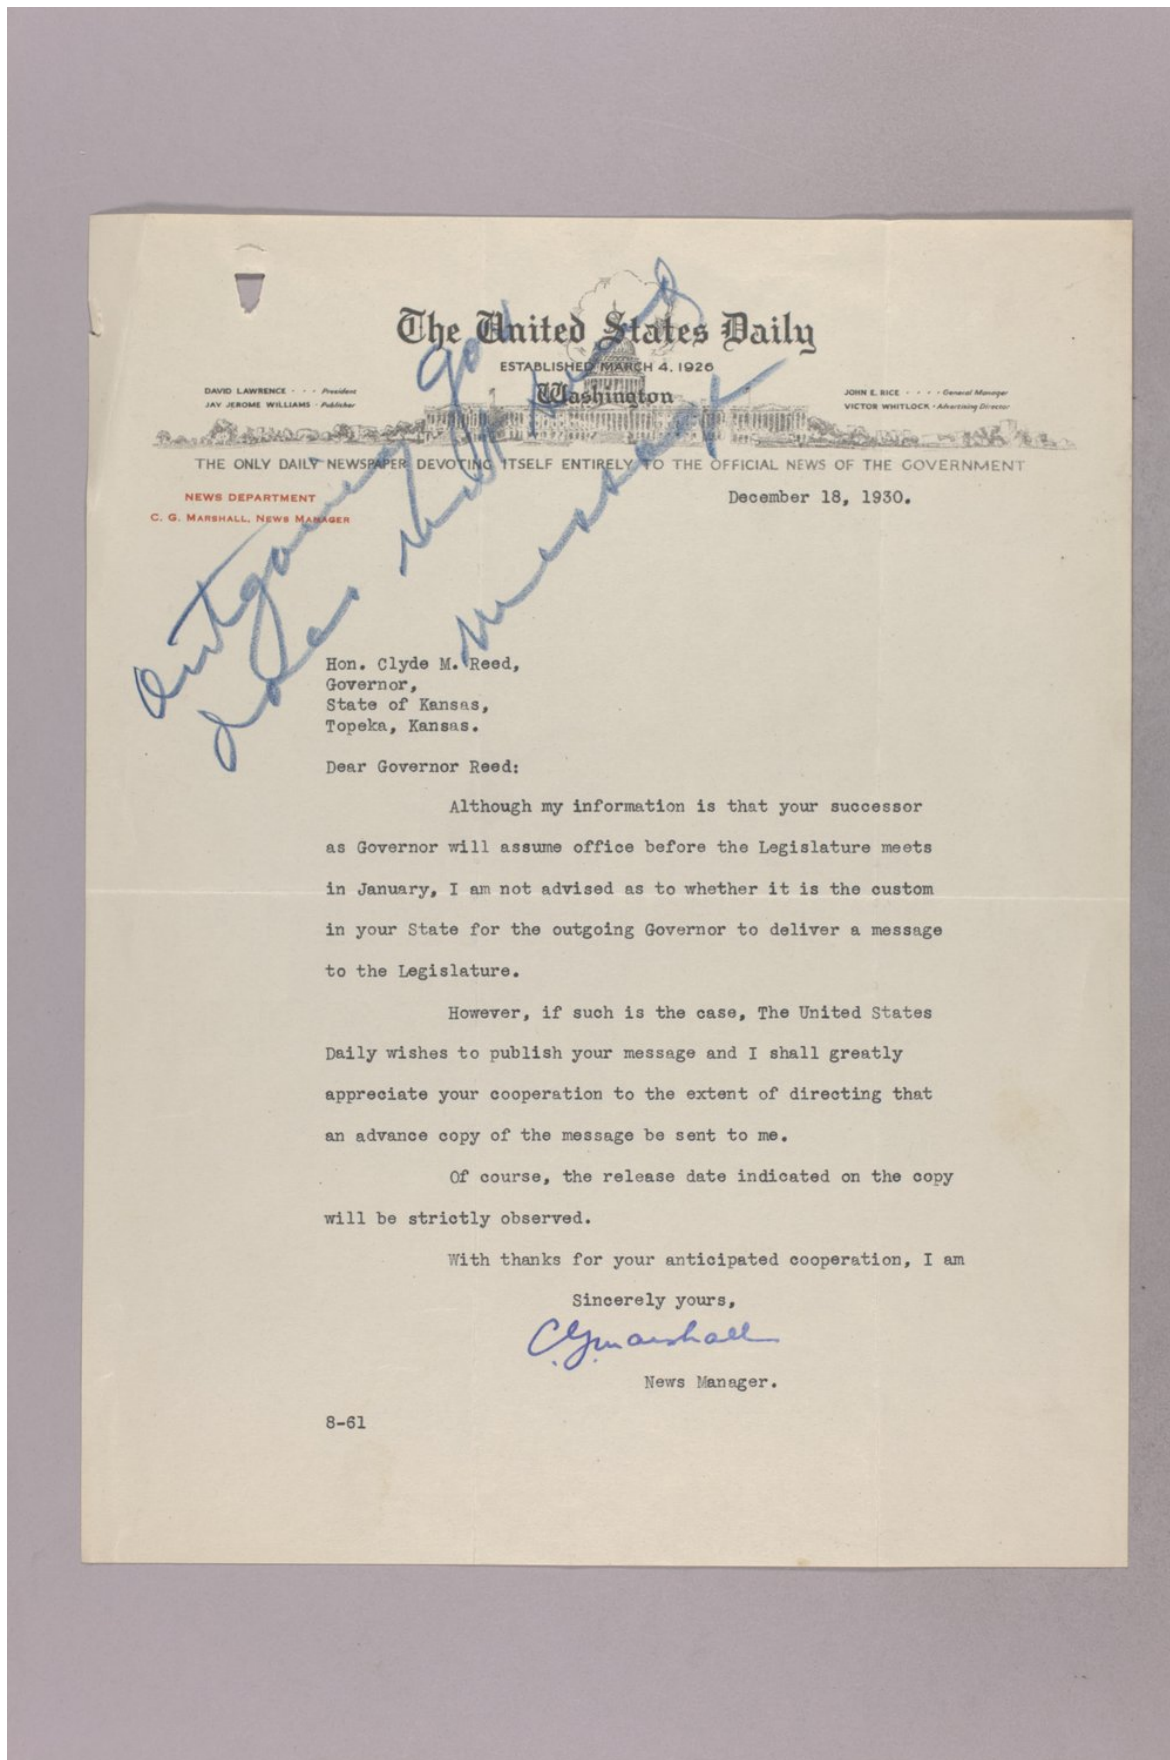 The United States Daily
ESTABLISHED MARCH 4, 1926
Washington
DAVID LAWRENCE - - - President
JAY JEROME WILLIAMS - Publisher
JOHN E. RICE - - - - General Manager
VICTOR WHITLOCK - Advertising Director
THE ONLY DAILY NEWSPAPER DEVOTING ITSELF ENTIRELY TO THE OFFICIAL NEWS OF THE GOVERNMENT
NEWS DEPARTMENT
C. G. MARSHALL, NEWS MANAGER
December 18, 1930.
outgoing gov
does not send
message
Hon. Clyde M. Reed,
Governor,
State of Kansas,
Topeka, Kansas.
Dear Governor Reed:
Although my information is that your successor
as Governor will assume office before the Legislature meets
in January, I am not advised as to whether it is the custom
in your State for the outgoing Governor to deliver a message
to the Legislature.
However, if such is the case, The United States
Daily wishes to publish your message and I shall greatly
appreciate your cooperation to the extent of directing that
an advance copy of the message be sent to me.
Of course, the release date indicated on the copy
will be strictly observed.
With thanks for your anticipated cooperation, I am
Sincerely yours,
C.G. Marshall
News Manager.
8-61